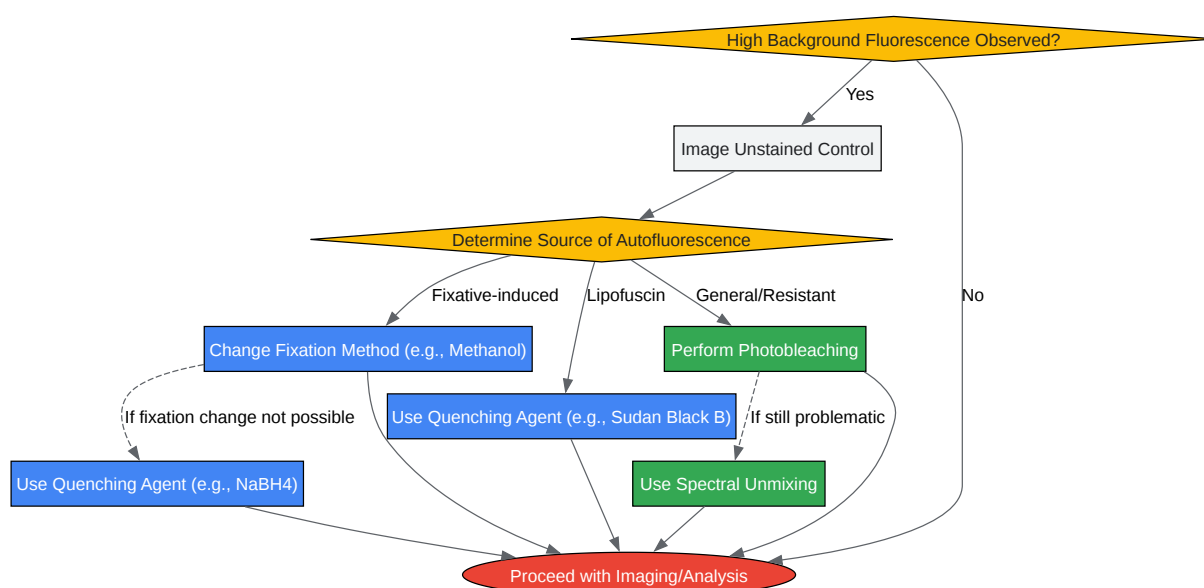 High Background Fluorescence Observed?
Yes
Image Unstained Control
Determine Source of Autofluorescence
Fixative-induced
Lipofuscin
General/Resistant
No
Change Fixation Method (e.g., Methanol)
Perform Photobleaching
If fixation change not possible
Use Quenching Agent (e.g., Sudan Black B)
If still problematic
Use Quenching Agent (e.g., NaBH4)
Use Spectral Unmixing
Proceed with Imaging/Analysis